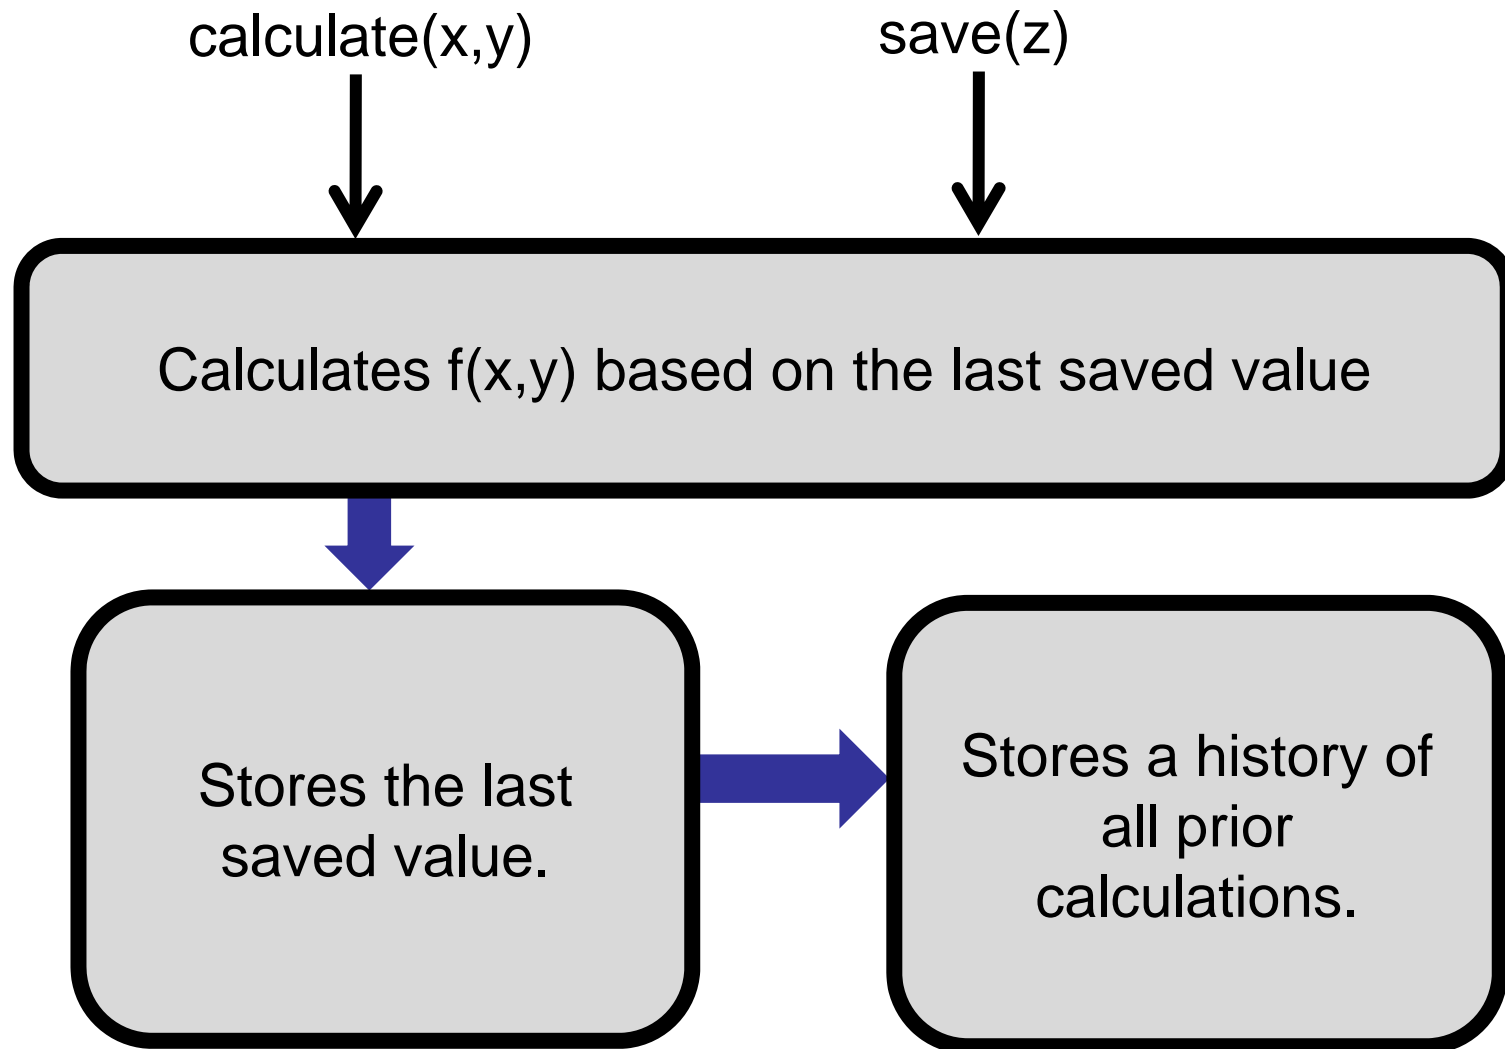 calculate(x,y)
save(z)
Calculates f(x,y) based on the last saved value
Stores the last
saved value.
Stores a history of
all prior
calculations.